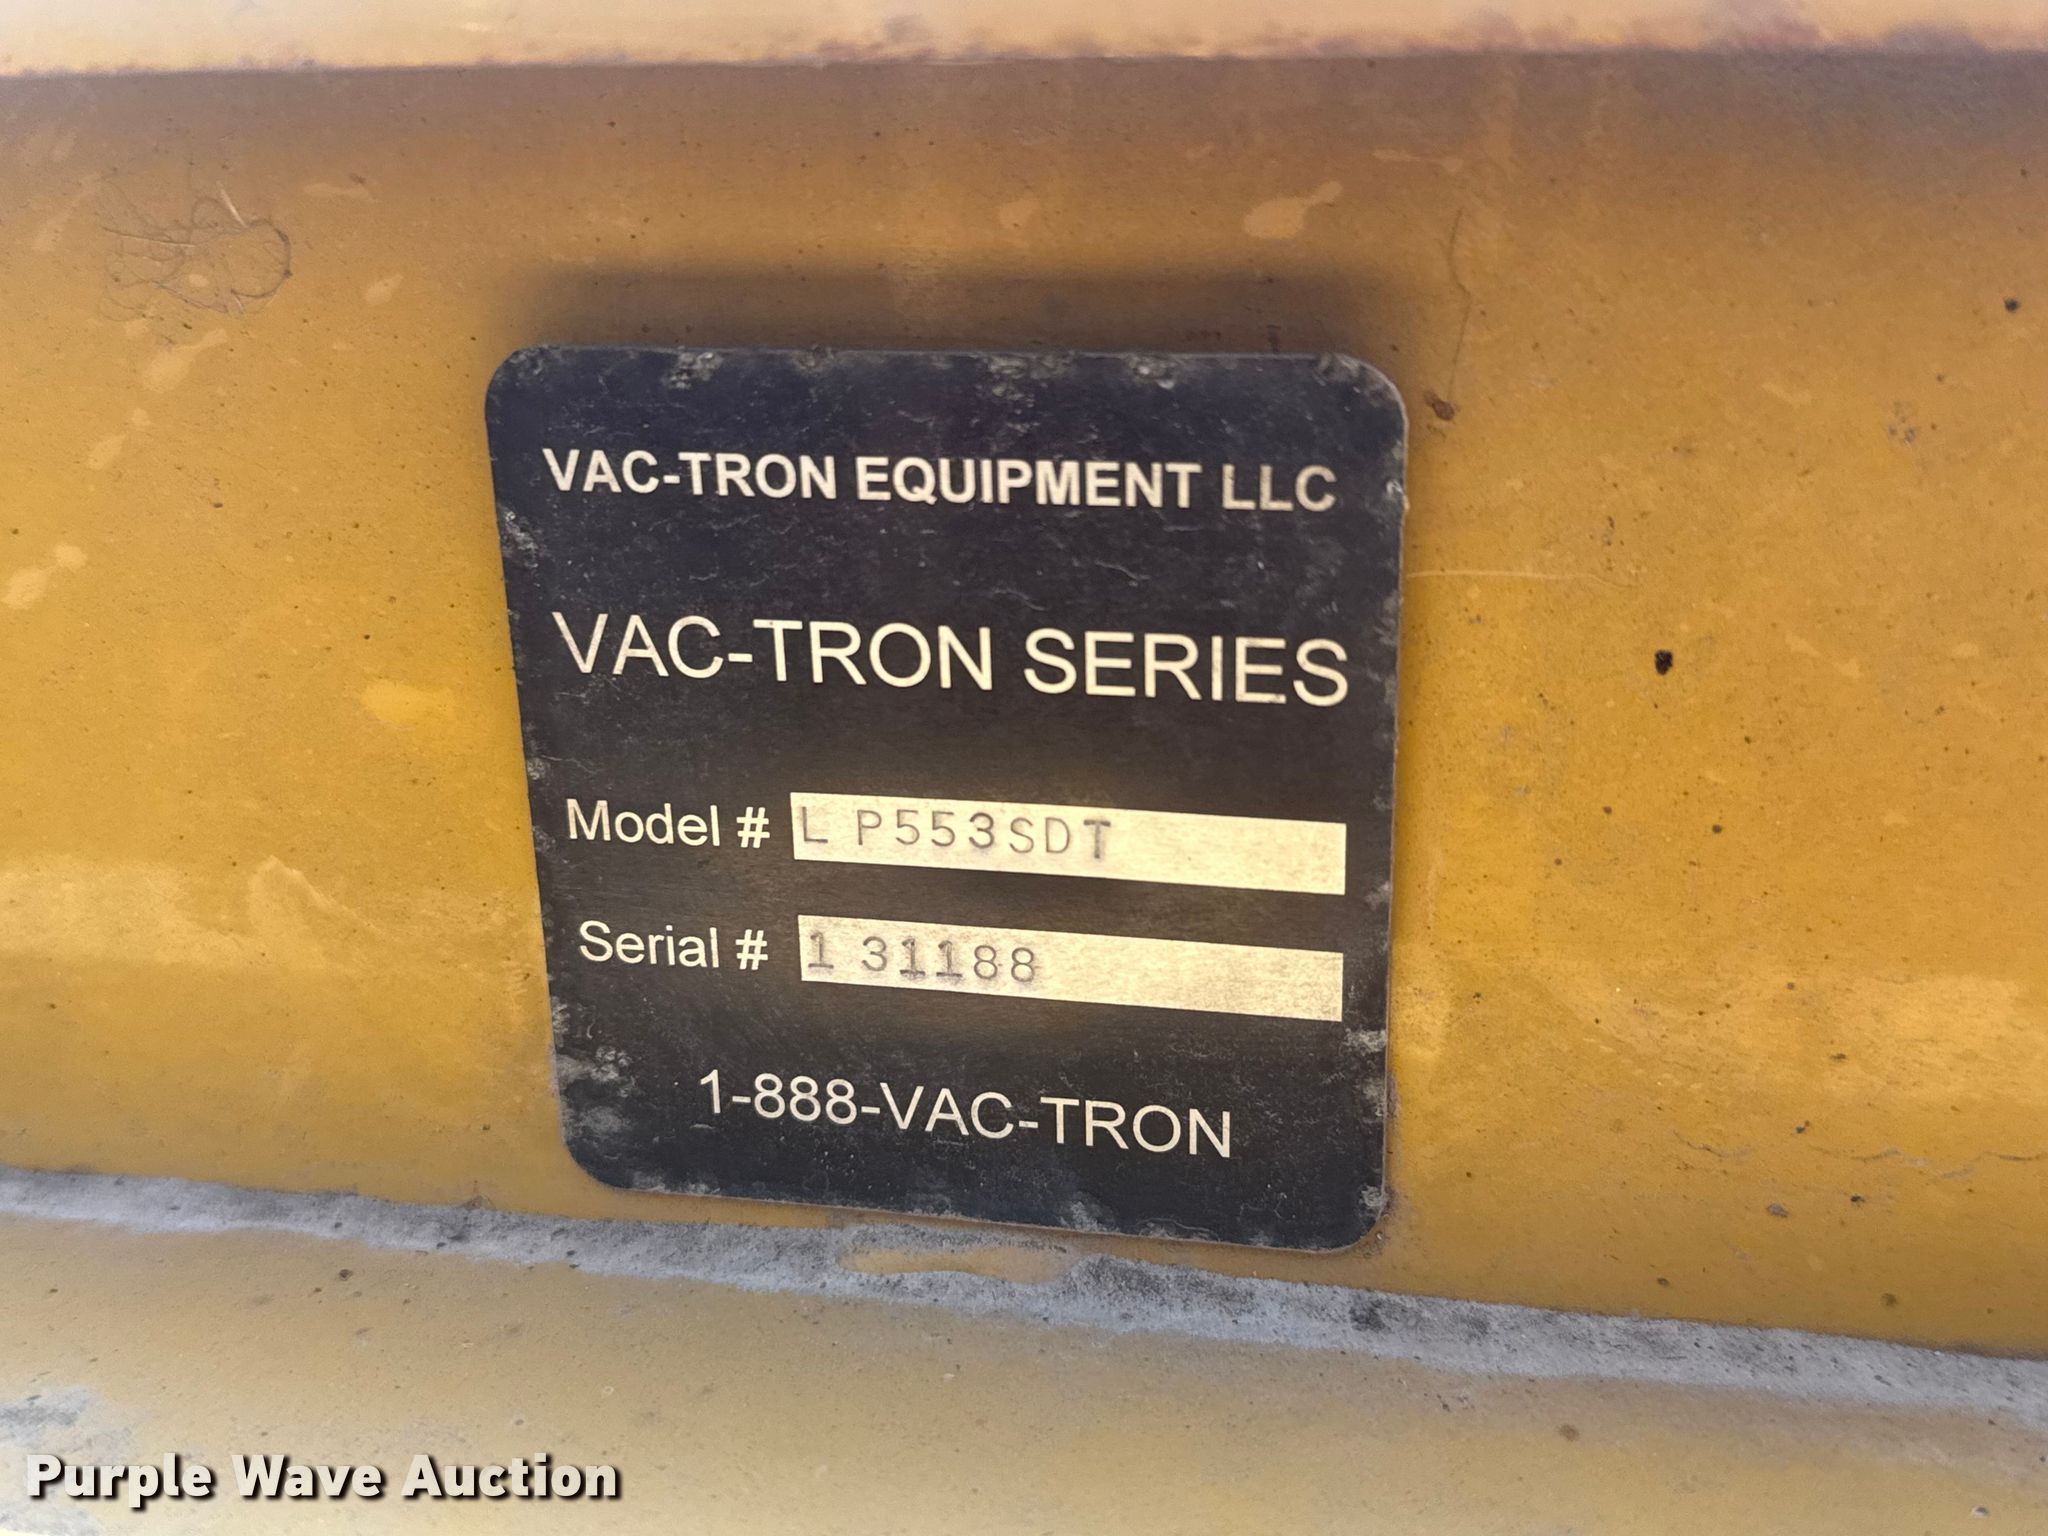 VAC-TRON EQUIPMENT LLC
VAC-TRON SERIES
Model # L P553SDT
Serial # 1 31188
1-888-VAC-TRON
Purple Wave Auction